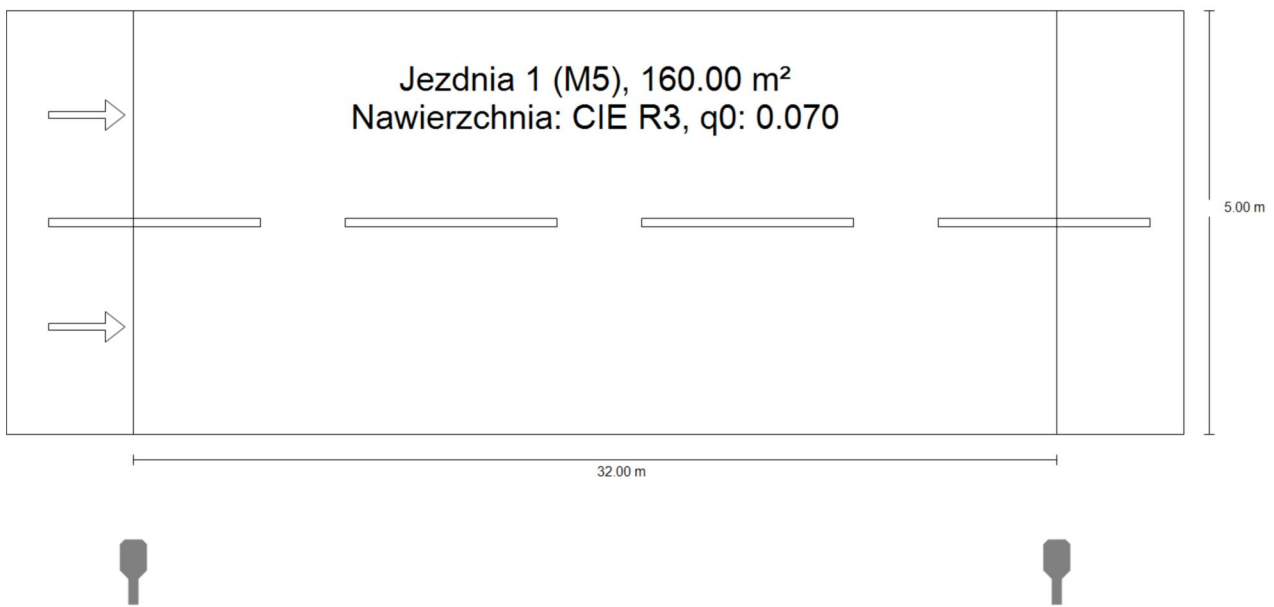 Jezdnia 1 (M5), 160.00 m²
Nawierzchnia: CIE R3, q0: 0.070
5.00 m
32.00 m